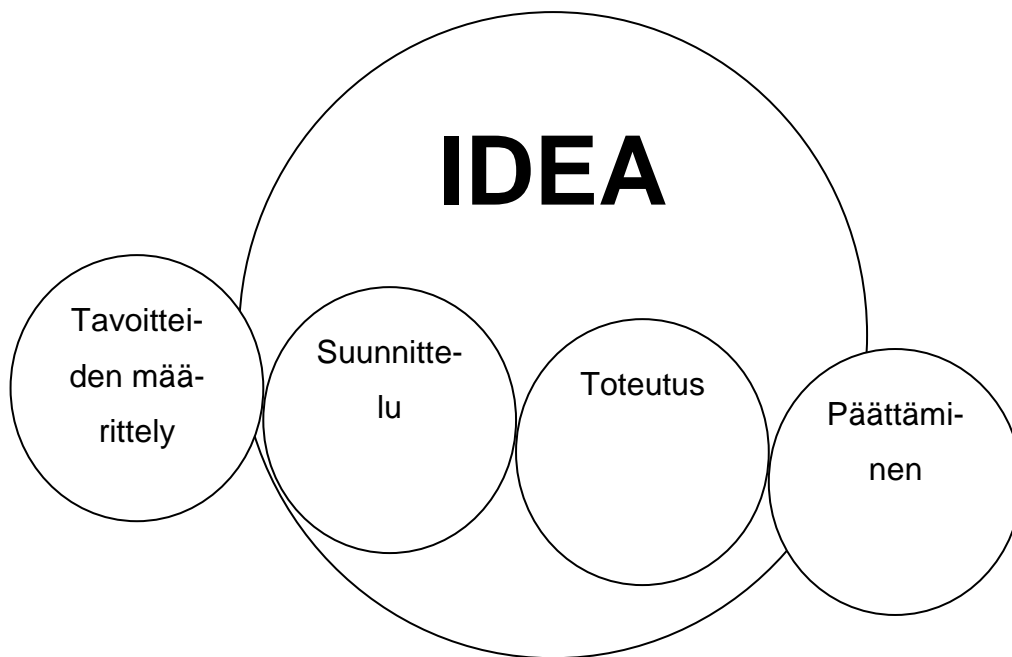 IDEA
Tavoittei-
den mää-
rittely
Suunnitte-
lu
Toteutus
Päättämi-
nen